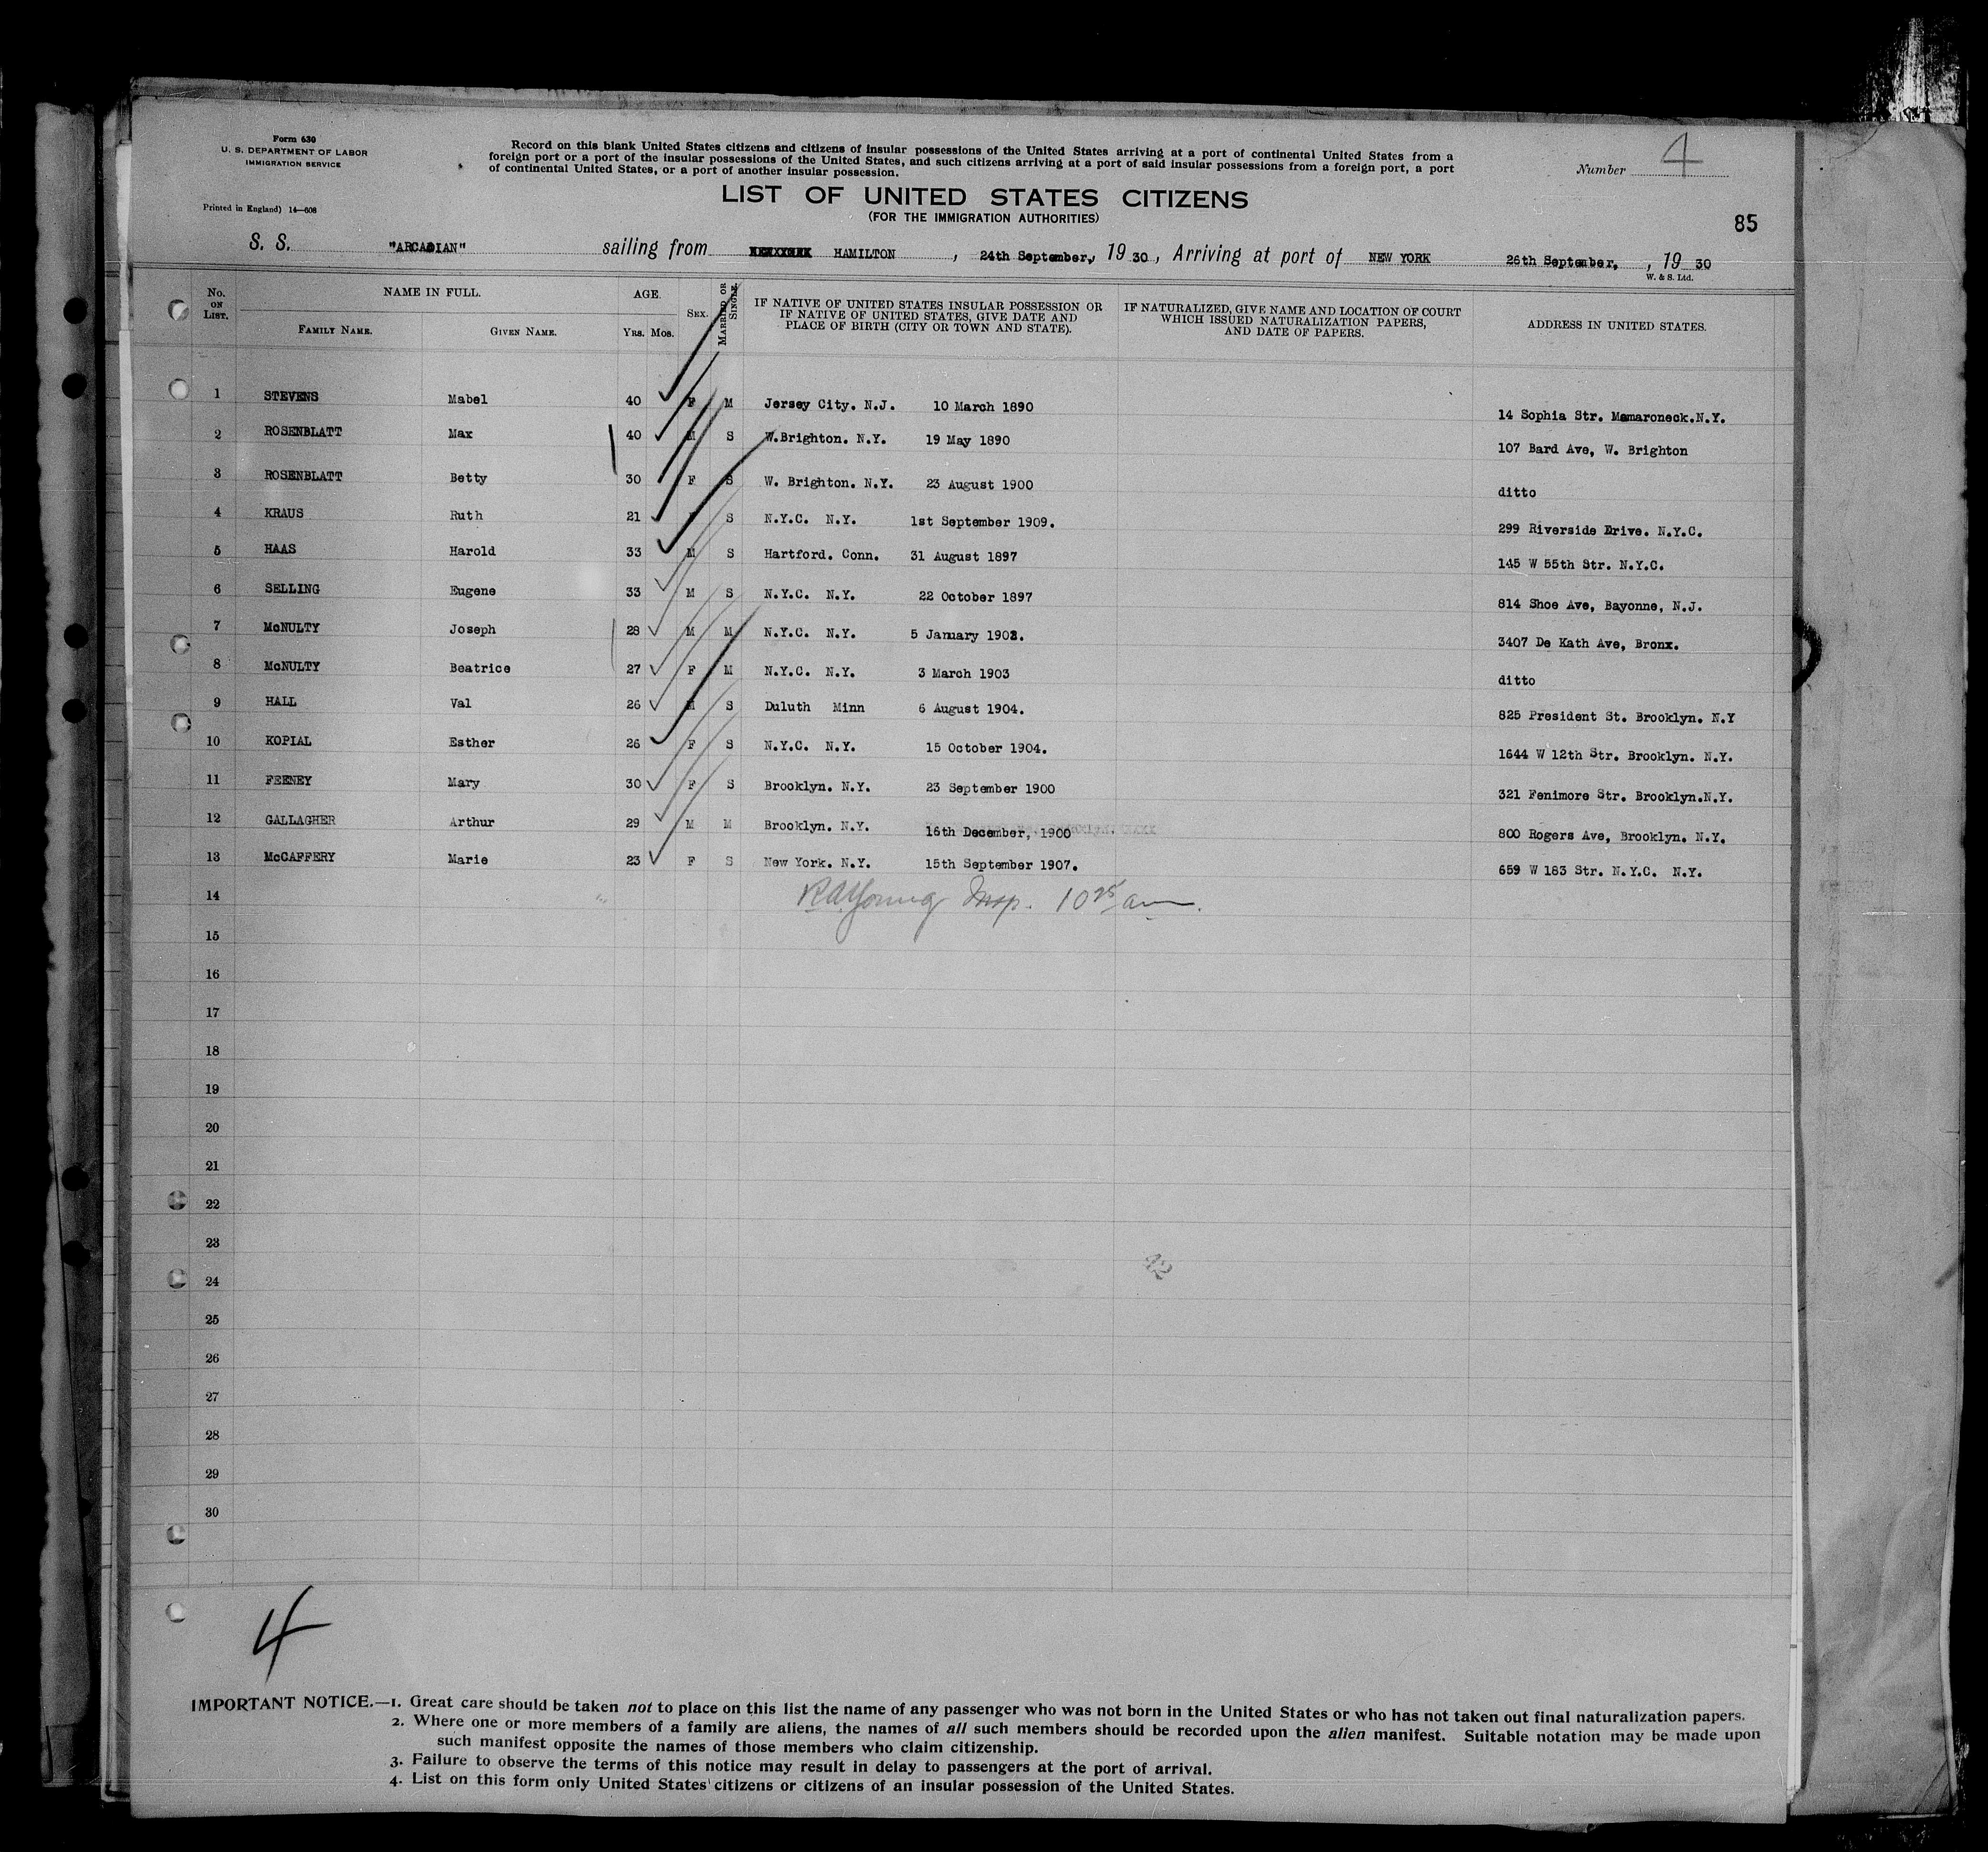 Form 630
U. S. DEPARTMENT OF LABOR
IMMIGRATION SERVICE
Printed in England) 14—608
Record on this blank United States citizens and citizens of insular possessions of the United States arriving at a port of continental United States from a
foreign port or a port of the insular possessions of the United States, and such citizens arriving at a port of said insular possessions from a foreign port, a port
of continental United States, or a port of another insular possession.
Number 4
LIST OF UNITED STATES CITIZENS
(FOR THE IMMIGRATION AUTHORITIES)
85
S. S. "ARCADIAN" sailing from HAMILTON , 24th September, 19 30, Arriving at port of NEW YORK 26th September, , 19 30
W. & S. Ltd.
No. ON LIST. NAME IN FULL. AGE. SEX. MARRIED OR SINGLE. IF NATIVE OF UNITED STATES INSULAR POSSESSION OR IF NATIVE OF UNITED STATES, GIVE DATE AND PLACE OF BIRTH (CITY OR TOWN AND STATE). IF NATURALIZED, GIVE NAME AND LOCATION OF COURT WHICH ISSUED NATURALIZATION PAPERS, AND DATE OF PAPERS. ADDRESS IN UNITED STATES.
FAMILY NAME. GIVEN NAME. YRS. MOS.
1 STEVENS Mabel 40 F M Jersey City. N.J. 10 March 1890 14 Sophia Str. Mamaroneck.N.Y.
2 ROSENBLATT Max 40 M S W.Brighton. N.Y. 19 May 1890 107 Bard Ave, W. Brighton
3 ROSENBLATT Betty 30 F S W. Brighton. N.Y. 23 August 1900 ditto
4 KRAUS Ruth 21 S N.Y.C. N.Y. 1st September 1909. 299 Riverside Drive. N.Y.C.
5 HAAS Harold 33 M S Hartford. Conn. 31 August 1897 145 W 55th Str. N.Y.C.
6 SELLING Eugene 33 M S N.Y.C. N.Y. 22 October 1897 814 Shoe Ave, Bayonne, N.J.
7 McNULTY Joseph 28 M M N.Y.C. N.Y. 5 January 1902. 3407 De Kath Ave, Bronx.
8 McNULTY Beatrice 27 F M N.Y.C. N.Y. 3 March 1903 ditto
9 HALL Val 26 M S Duluth Minn 6 August 1904. 825 President St. Brooklyn. N.Y
10 KOPIAL Esther 26 F S N.Y.C. N.Y. 15 October 1904. 1644 W 12th Str. Brooklyn. N.Y.
11 FEENEY Mary 30 F S Brooklyn. N.Y. 23 September 1900 321 Fenimore Str. Brooklyn.N.Y.
12 GALLAGHER Arthur 29 M M Brooklyn. N.Y. 16th December, 1900 800 Rogers Ave, Brooklyn. N.Y.
13 McCAFFERY Marie 23 F S New York. N.Y. 15th September 1907. 659 W 163 Str. N.Y.C. N.Y.
14 R A Young Insp. 10 25 am.
15
16
17
18
19
20
21
22
23
24 42
25
26
27
28
29
30
4
IMPORTANT NOTICE.—1. Great care should be taken not to place on this list the name of any passenger who was not born in the United States or who has not taken out final naturalization papers.
2. Where one or more members of a family are aliens, the names of all such members should be recorded upon the alien manifest. Suitable notation may be made upon
such manifest opposite the names of those members who claim citizenship.
3. Failure to observe the terms of this notice may result in delay to passengers at the port of arrival.
4. List on this form only United States citizens or citizens of an insular possession of the United States.